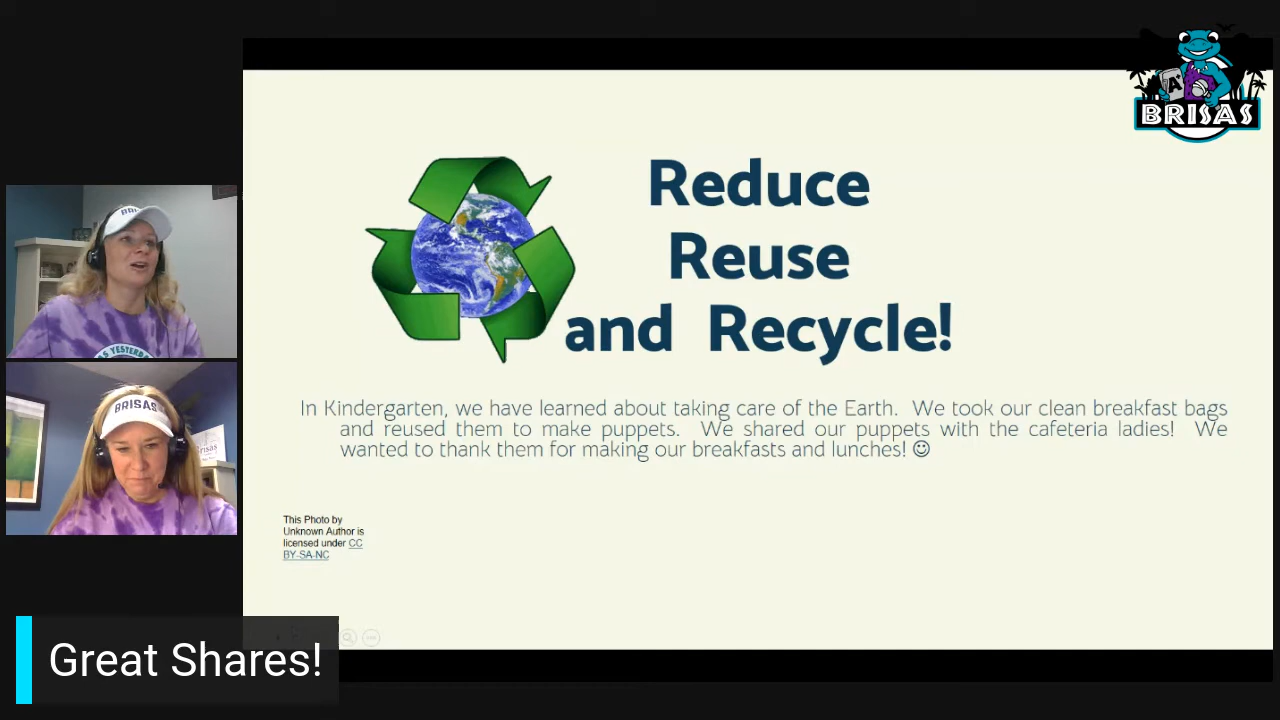 BRISAS
Reduce
Reuse
and Recycle!
In Kindergarten, we have learned about taking care of the Earth. We took our clean breakfast bags
and reused them to make puppets. We shared our puppets with the cafeteria ladies! We
wanted to thank them for making our breakfasts and lunches! ☺
This Photo by
Unknown Author is
licensed under CC
BY-SA-NC
BRISAS
Great Shares!